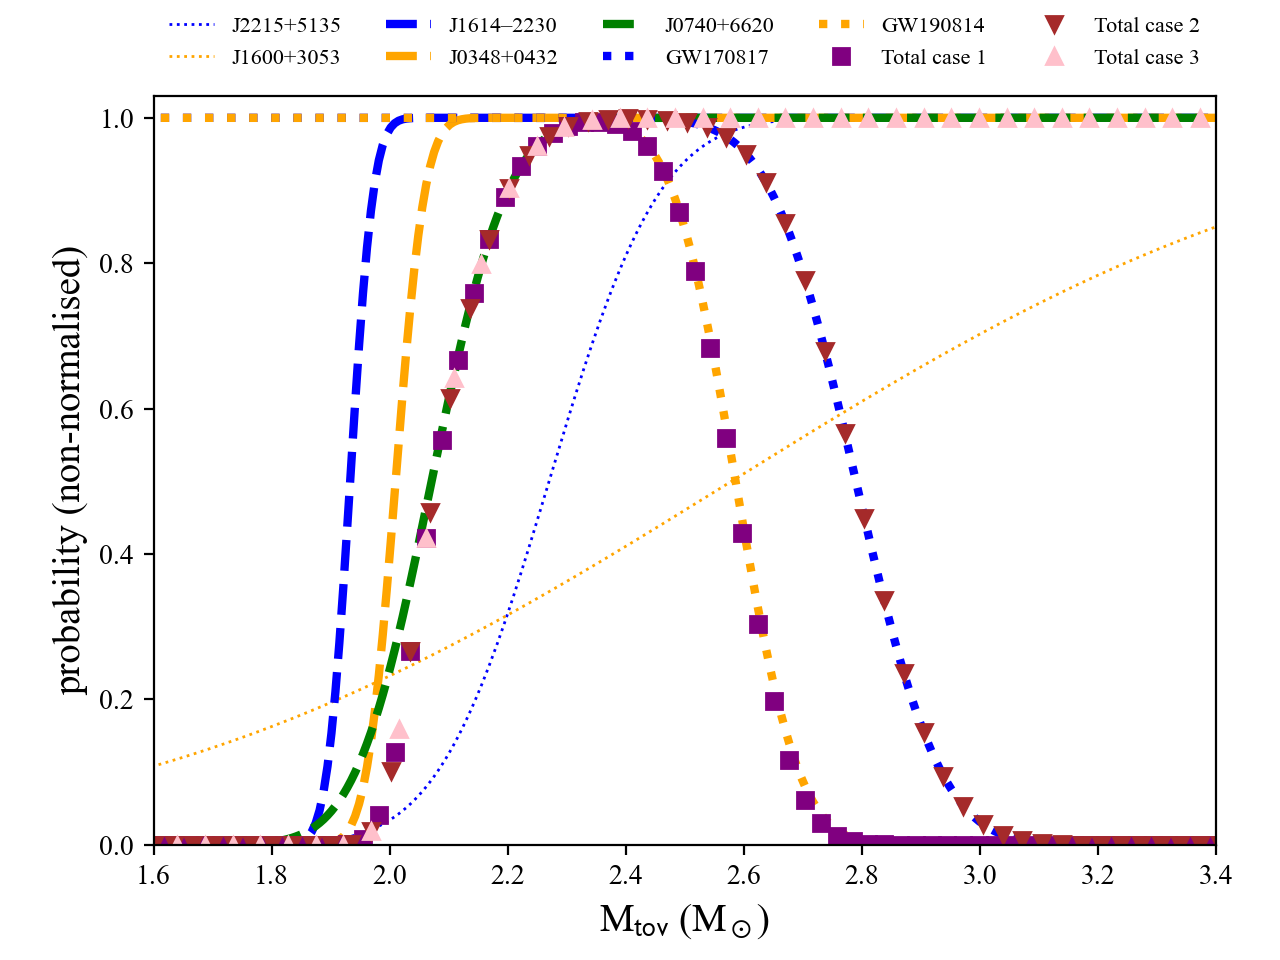 J2215+5135 J1614–2230 J0740+6620 GW190814 Total case 2
J1600+3053 J0348+0432 GW170817 Total case 1 Total case 3
1.0
0.8
0.6
0.4
0.2
0.0
probability (non-normalised)
1.6 1.8 2.0 2.2 2.4 2.6 2.8 3.0 3.2 3.4
Mtov (M⊙)